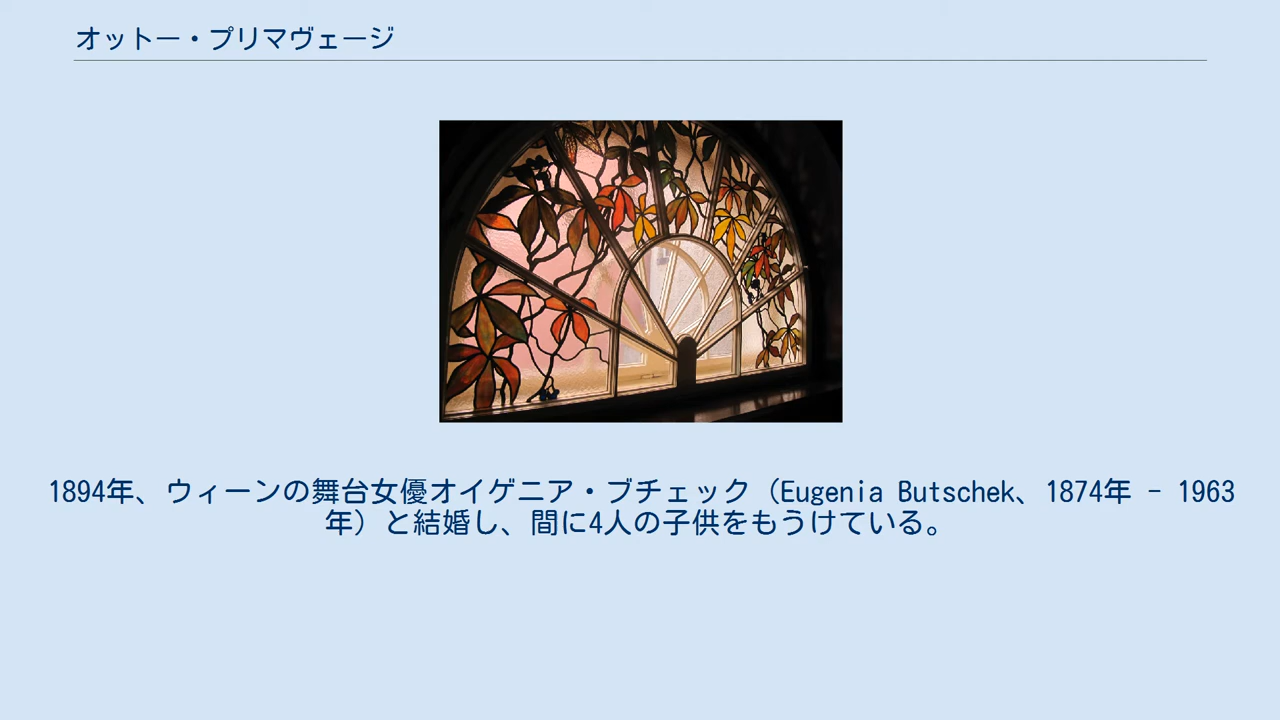 オットー・プリマヴェージ
1894年、ウィーンの舞台女優オイゲニア・ブチェック（Eugenia Butschek、1874年 - 1963
年）と結婚し、間に4人の子供をもうけている。